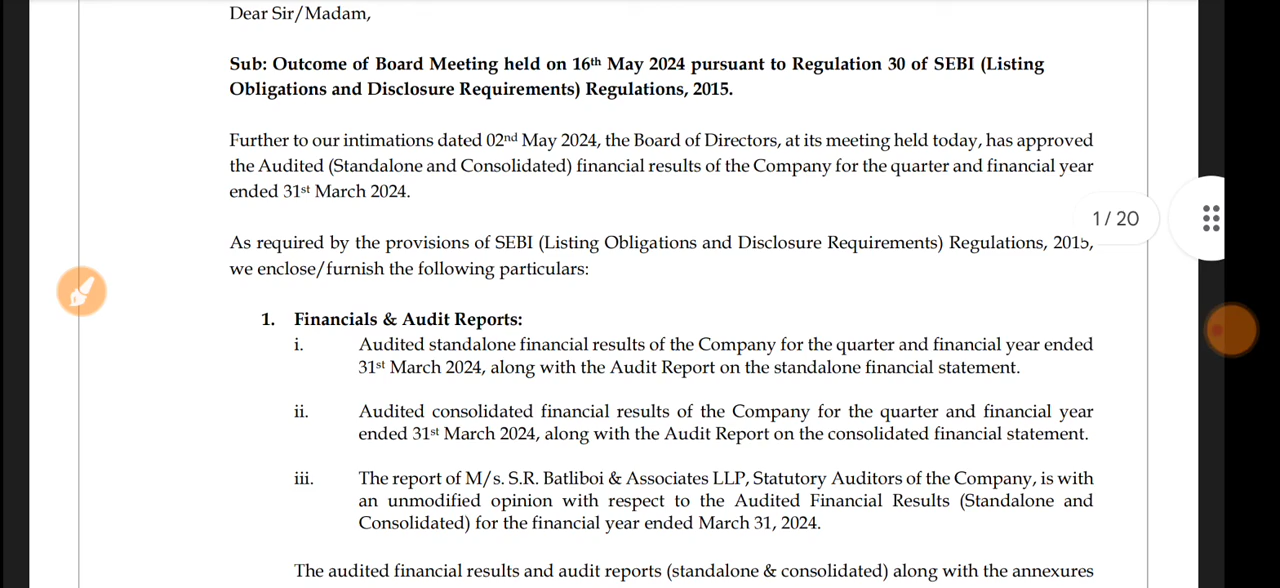 Dear Sir/Madam,
Sub: Outcome of Board Meeting held on 16th May 2024 pursuant to Regulation 30 of SEBI (Listing
Obligations and Disclosure Requirements) Regulations, 2015.
Further to our intimations dated 02nd May 2024, the Board of Directors, at its meeting held today, has approved
the Audited (Standalone and Consolidated) financial results of the Company for the quarter and financial year
ended 31st March 2024.
1/20
As required by the provisions of SEBI (Listing Obligations and Disclosure Requirements) Regulations, 2015,
we enclose/furnish the following particulars:
1. Financials & Audit Reports:
i. Audited standalone financial results of the Company for the quarter and financial year ended
31st March 2024, along with the Audit Report on the standalone financial statement.
ii. Audited consolidated financial results of the Company for the quarter and financial year
ended 31st March 2024, along with the Audit Report on the consolidated financial statement.
iii. The report of M/s. S.R. Batliboi & Associates LLP, Statutory Auditors of the Company, is with
an unmodified opinion with respect to the Audited Financial Results (Standalone and
Consolidated) for the financial year ended March 31, 2024.
The audited financial results and audit reports (standalone & consolidated) along with the annexures